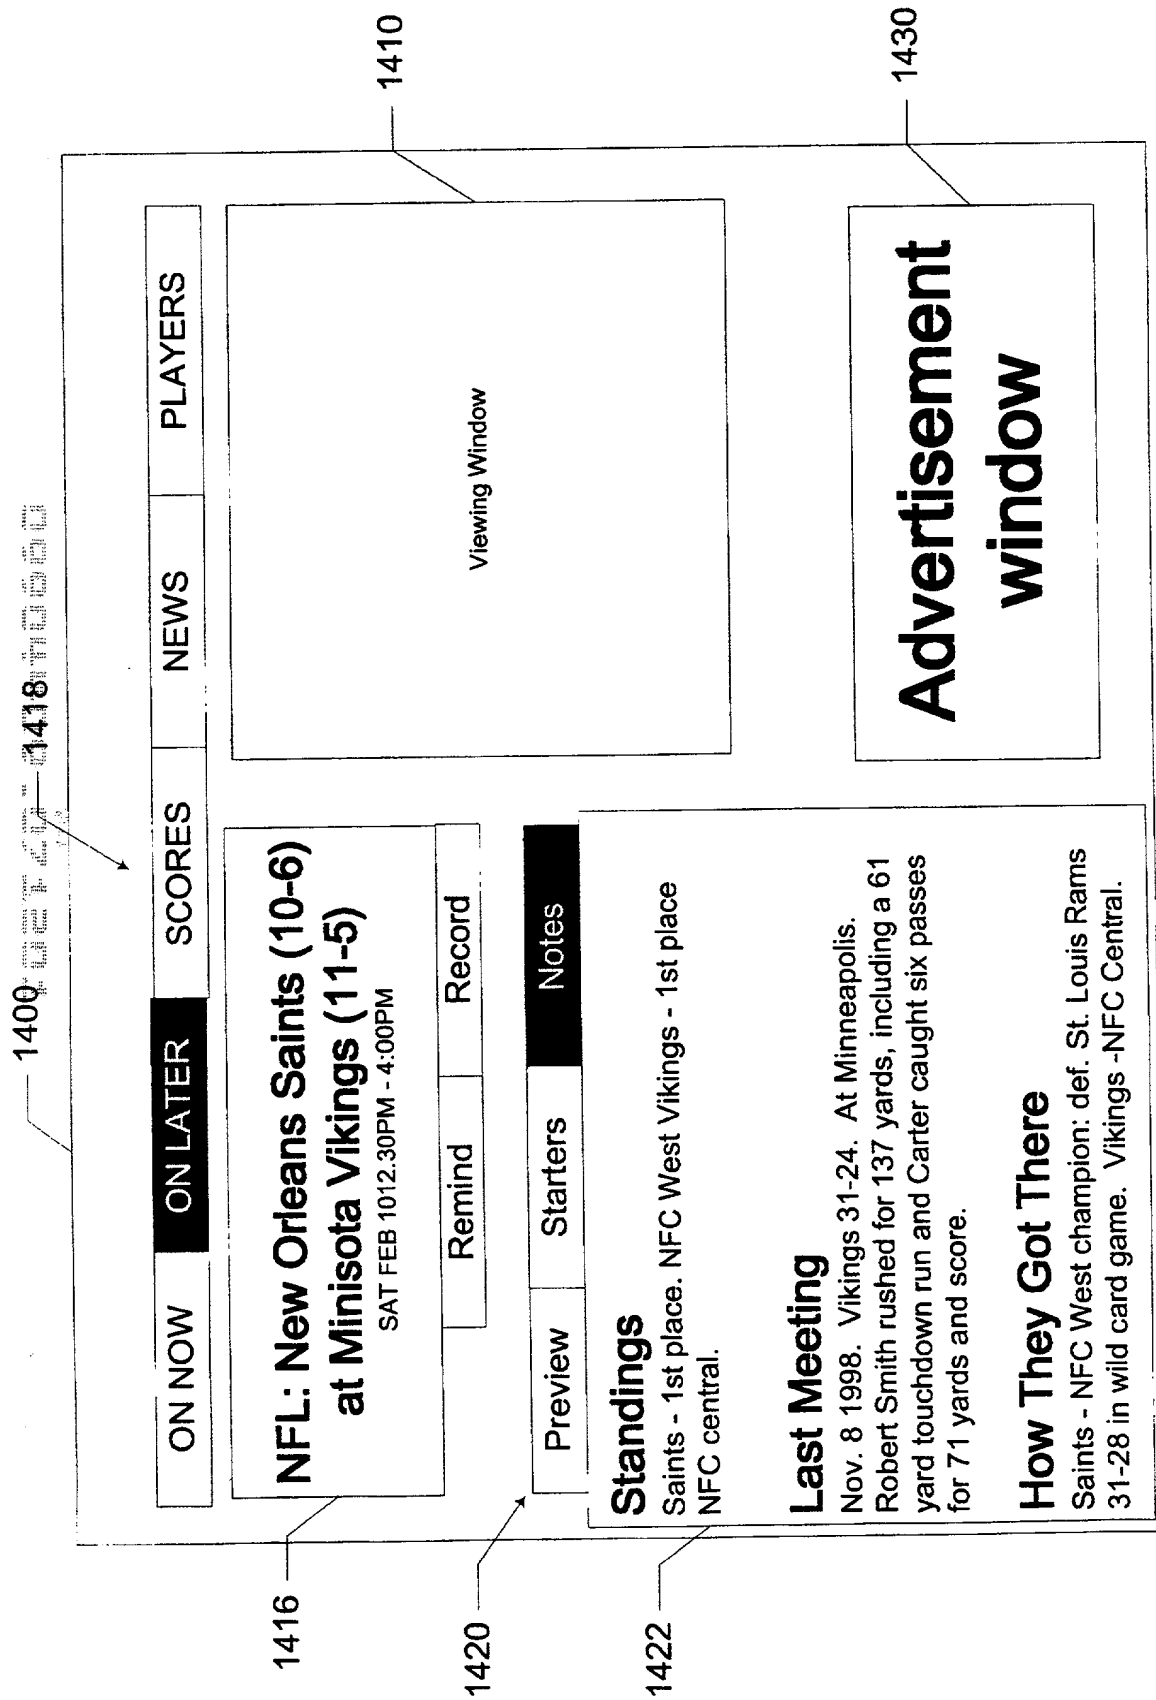 1400
1418
ON NOW
ON LATER
SCORES
NEWS
PLAYERS
1416
NFL: New Orleans Saints (10-6)
at Minisota Vikings (11-5)
SAT FEB 1012.30PM - 4:00PM
Remind
Record
1410
Viewing Window
1420
Preview
Starters
Notes
1422
Standings
Saints - 1st place. NFC West Vikings - 1st place
NFC central.
Last Meeting
Nov. 8 1998. Vikings 31-24. At Minneapolis.
Robert Smith rushed for 137 yards, including a 61
yard touchdown run and Carter caught six passes
for 71 yards and score.
How They Got There
Saints - NFC West champion: def. St. Louis Rams
31-28 in wild card game. Vikings -NFC Central.
1430
Advertisement
window